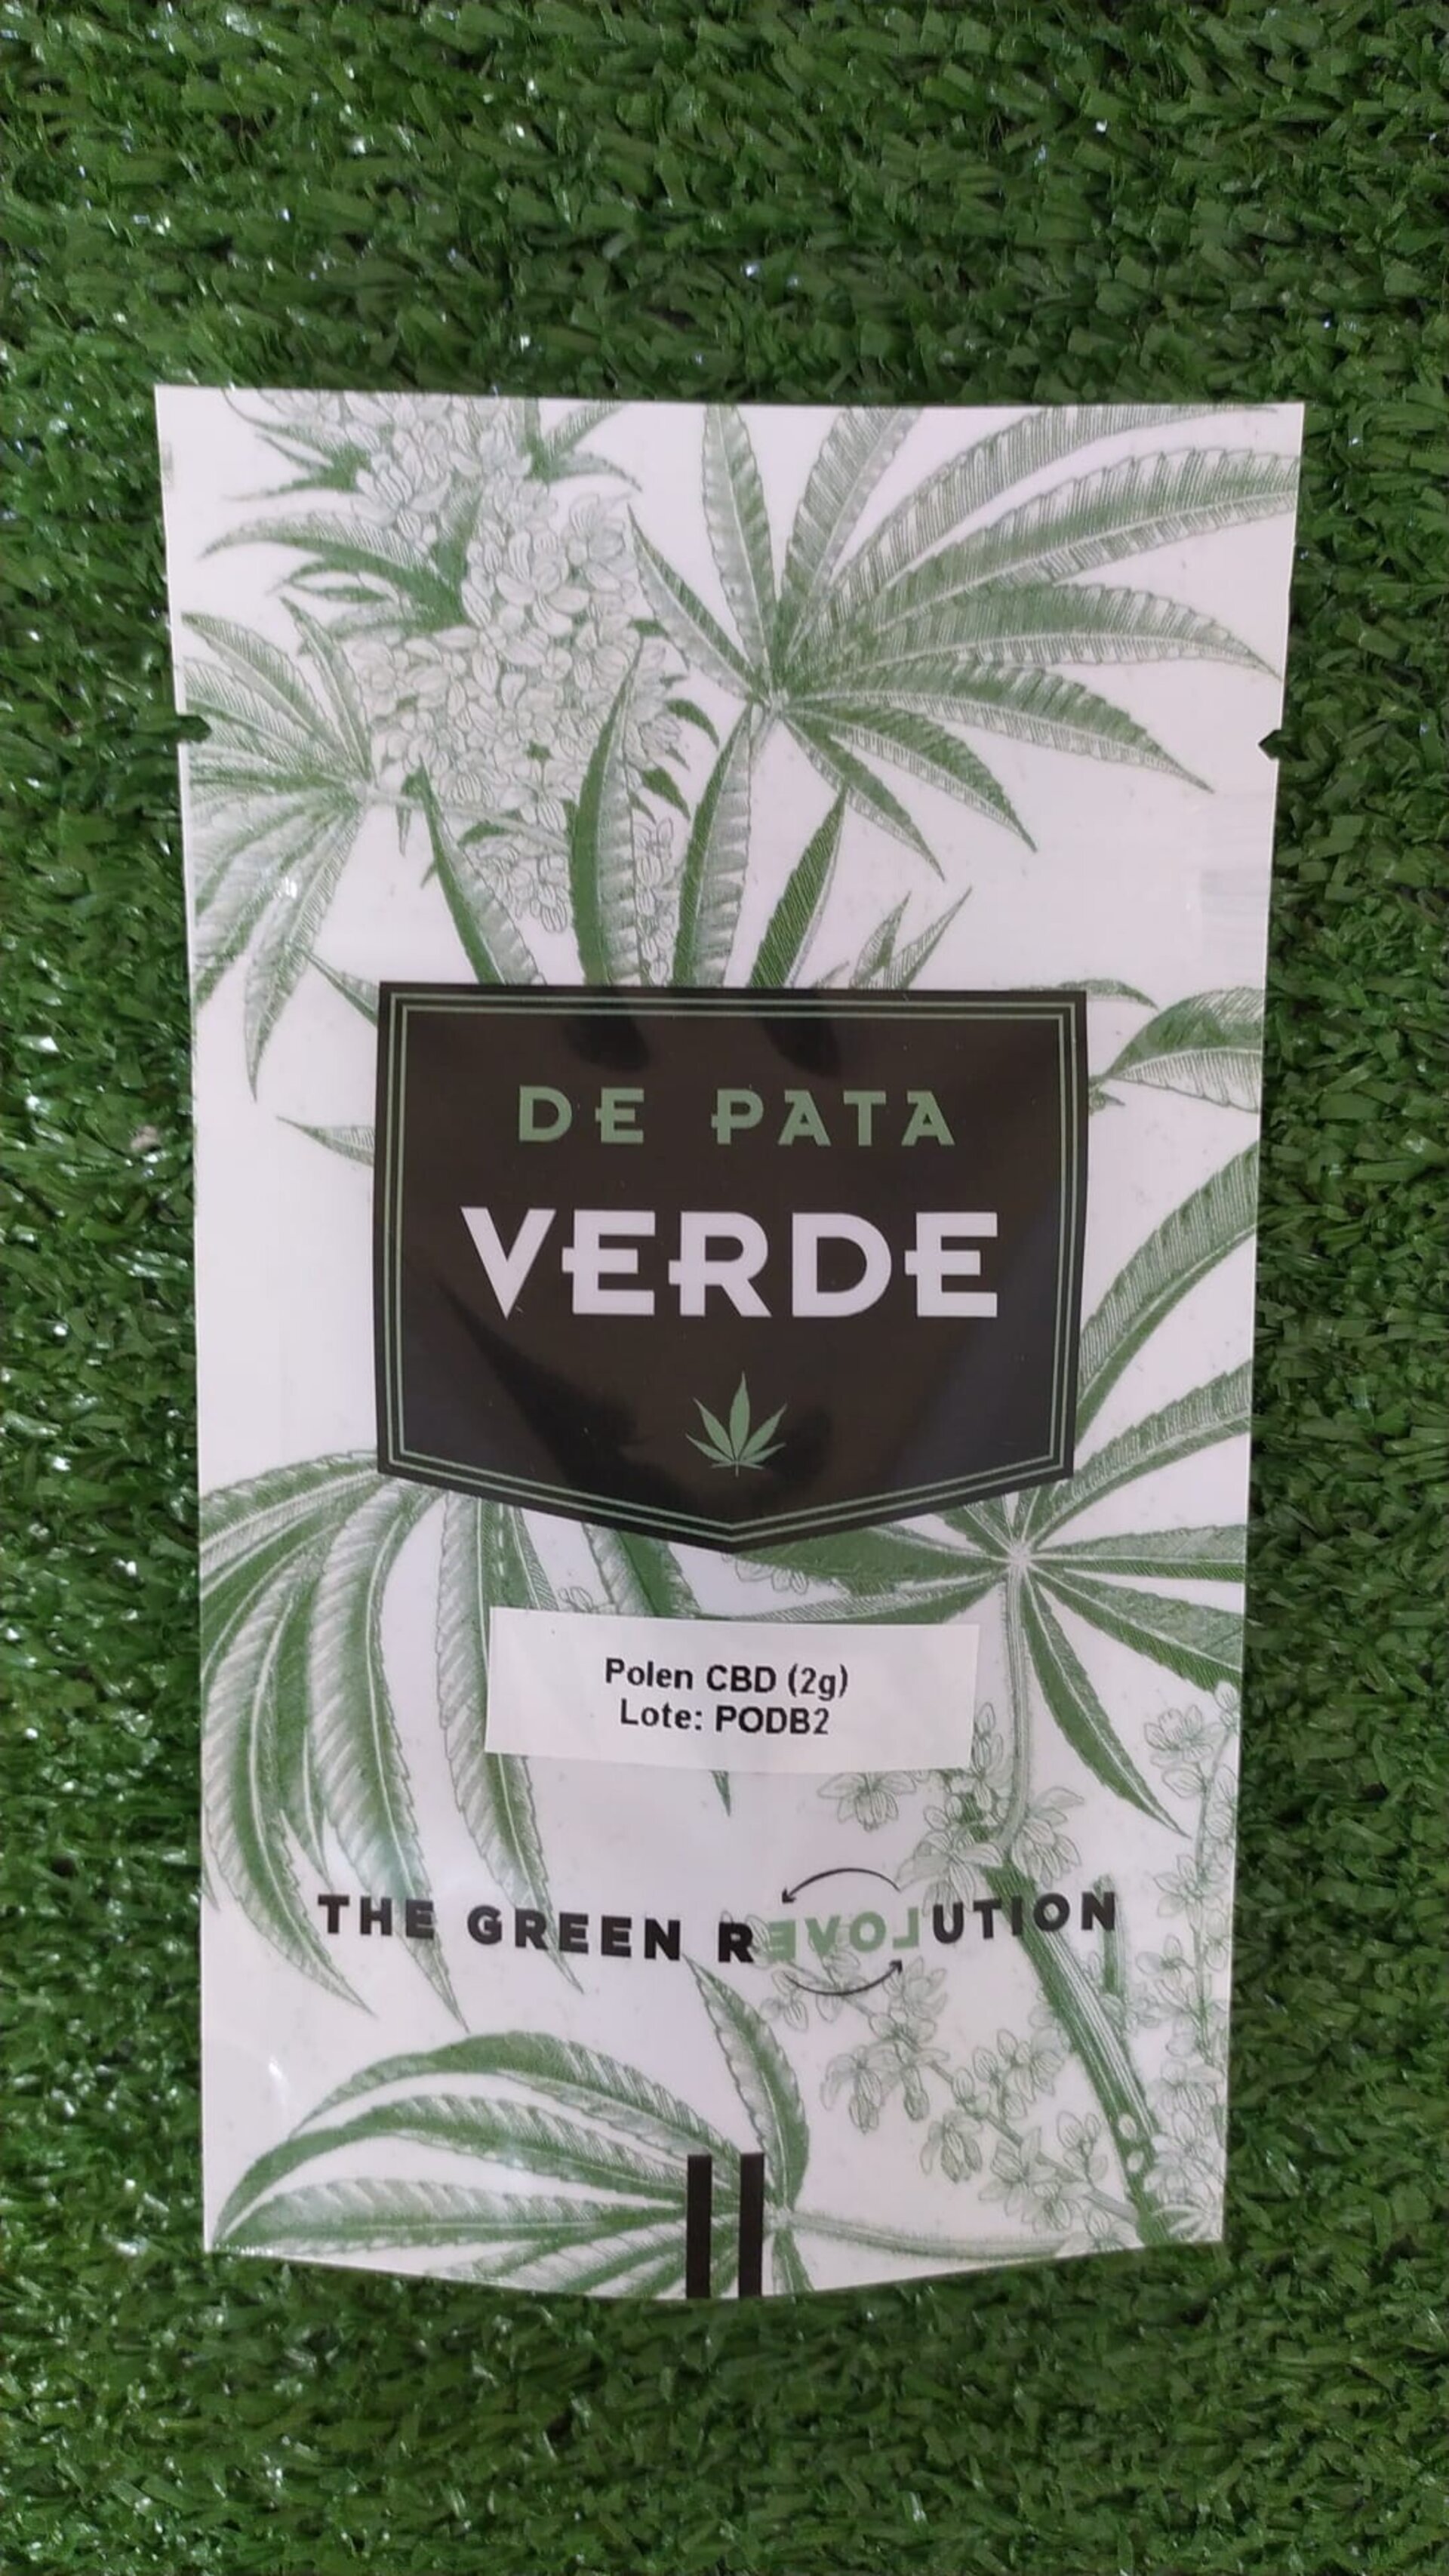 DE PATA
VERDE
Polen CBD (2g)
Lote: PODB2
THE GREEN REVOLUTION